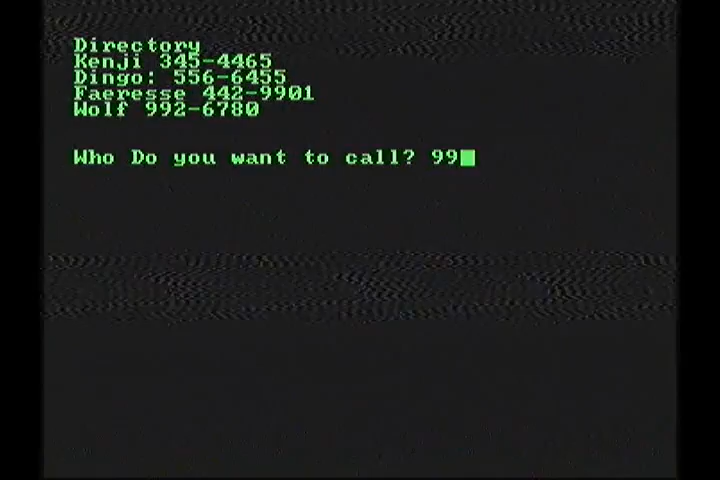 Directory
Kenji 345-4465
Dingo: 556-6455
Faeresse 442-9901
Wolf 992-6780
Who Do you want to call? 99